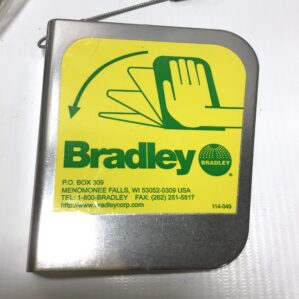 BRADLEY
Bradley
P.O. BOX 309
MENOMONEE FALLS, WI 53052-0309 USA
TEL: 1-800-BRADLEY FAX: (262) 251-5817
http://www.bradleycorp.com
114-049